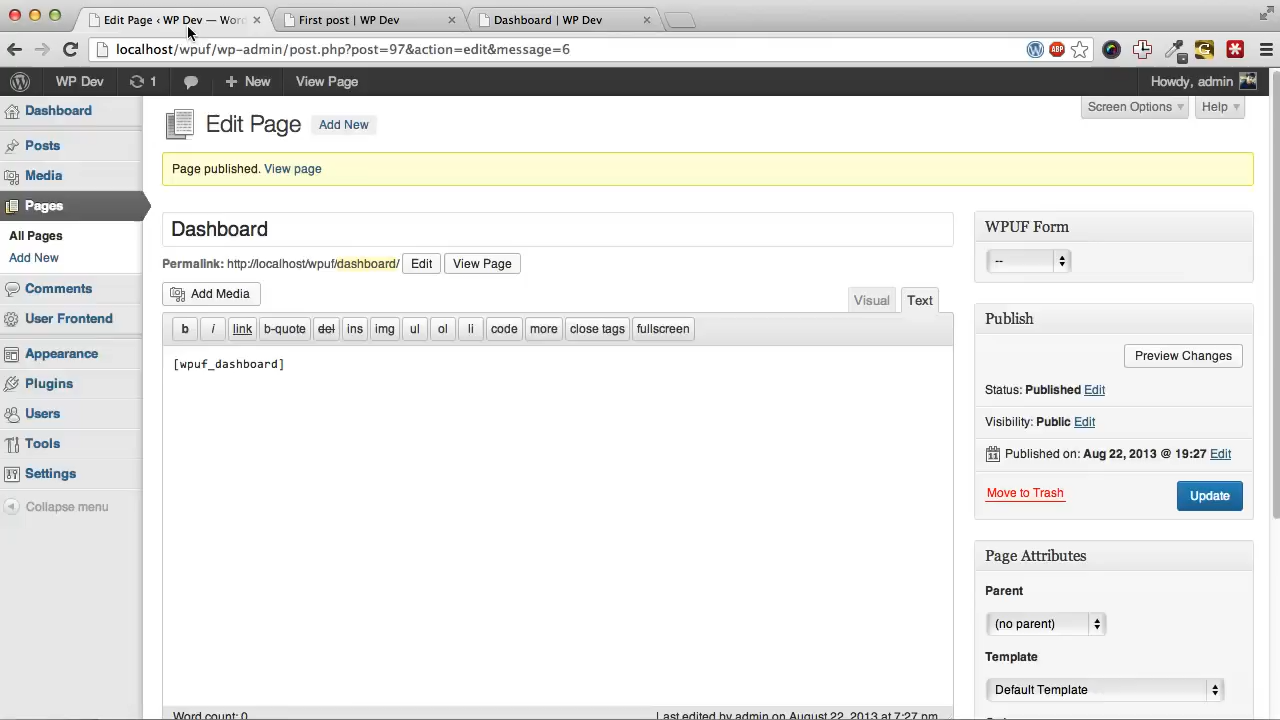 Edit Page ‹ WP Dev — Wor
First post | WP Dev
Dashboard | WP Dev
localhost/wpuf/wp-admin/post.php?post=97&action=edit&message=6
WP Dev
1
New
View Page
Howdy, admin
Dashboard
Posts
Media
Pages
All Pages
Add New
Comments
User Frontend
Appearance
Plugins
Users
Tools
Settings
Collapse menu
Screen Options
Help
Edit Page
Add New
Page published. View page
Dashboard
Permalink: http://localhost/wpuf/dashboard/
Edit
View Page
Add Media
Visual
Text
b
i
link
b-quote
del
ins
img
ul
ol
li
code
more
close tags
fullscreen
[wpuf_dashboard]
Word count: 0
Last edited by admin on August 22, 2013 at 7:27 pm
WPUF Form
--
Publish
Preview Changes
Status: Published Edit
Visibility: Public Edit
Published on: Aug 22, 2013 @ 19:27 Edit
Move to Trash
Update
Page Attributes
Parent
(no parent)
Template
Default Template